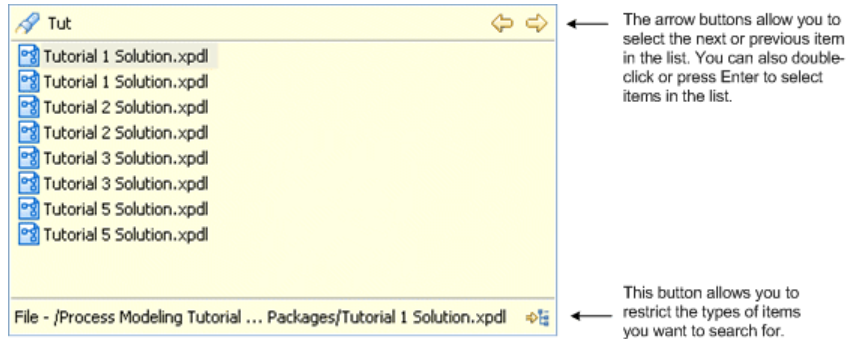 Tut
Tutorial 1 Solution.xpdl
Tutorial 1 Solution.xpdl
Tutorial 2 Solution.xpdl
Tutorial 2 Solution.xpdl
Tutorial 3 Solution.xpdl
Tutorial 3 Solution.xpdl
Tutorial 5 Solution.xpdl
Tutorial 5 Solution.xpdl
File - /Process Modeling Tutorial ... Packages/Tutorial 1 Solution.xpdl
The arrow buttons allow you to
select the next or previous item
in the list. You can also double-
click or press Enter to select
items in the list.
This button allows you to
restrict the types of items
you want to search for.